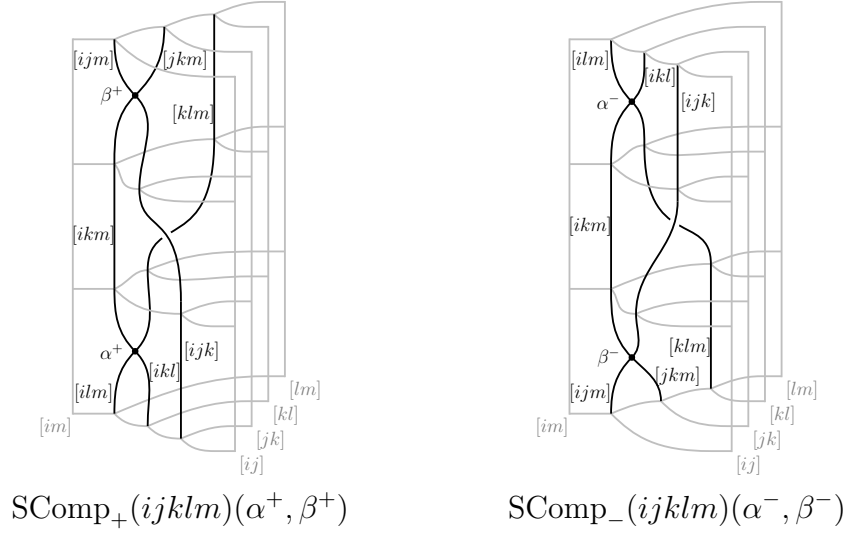 [ijm]
[jkm]
β⁺
[klm]
[ikm]
α⁺
[ijk]
[ikl]
[ilm]
[lm]
[im]
[kl]
[jk]
[ij]
SComp₊(ijklm)(α⁺, β⁺)
[ilm]
[ikl]
α⁻
[ijk]
[ikm]
[klm]
β⁻
[jkm]
[ijm]
[lm]
[im]
[kl]
[jk]
[ij]
SComp₋(ijklm)(α⁻, β⁻)